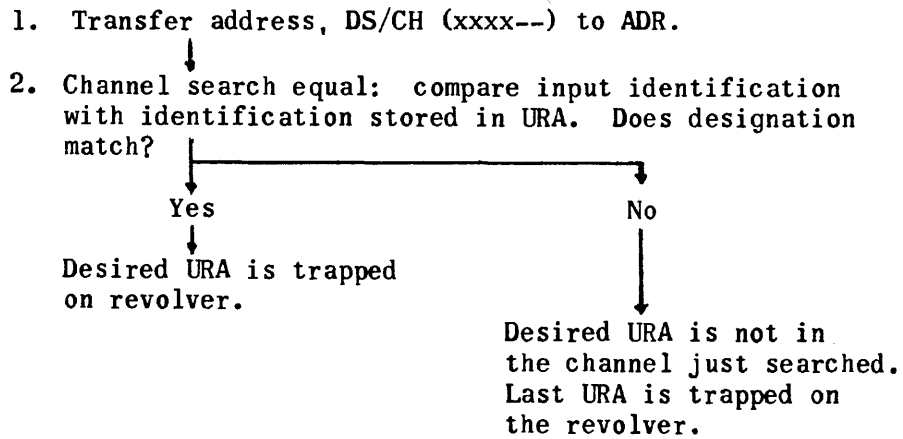 1. Transfer address, DS/CH (xxxx--) to ADR.
2. Channel search equal: compare input identification
with identification stored in URA. Does designation
match?
Yes
No
Desired URA is trapped
on revolver.
Desired URA is not in
the channel just searched.
Last URA is trapped on
the revolver.